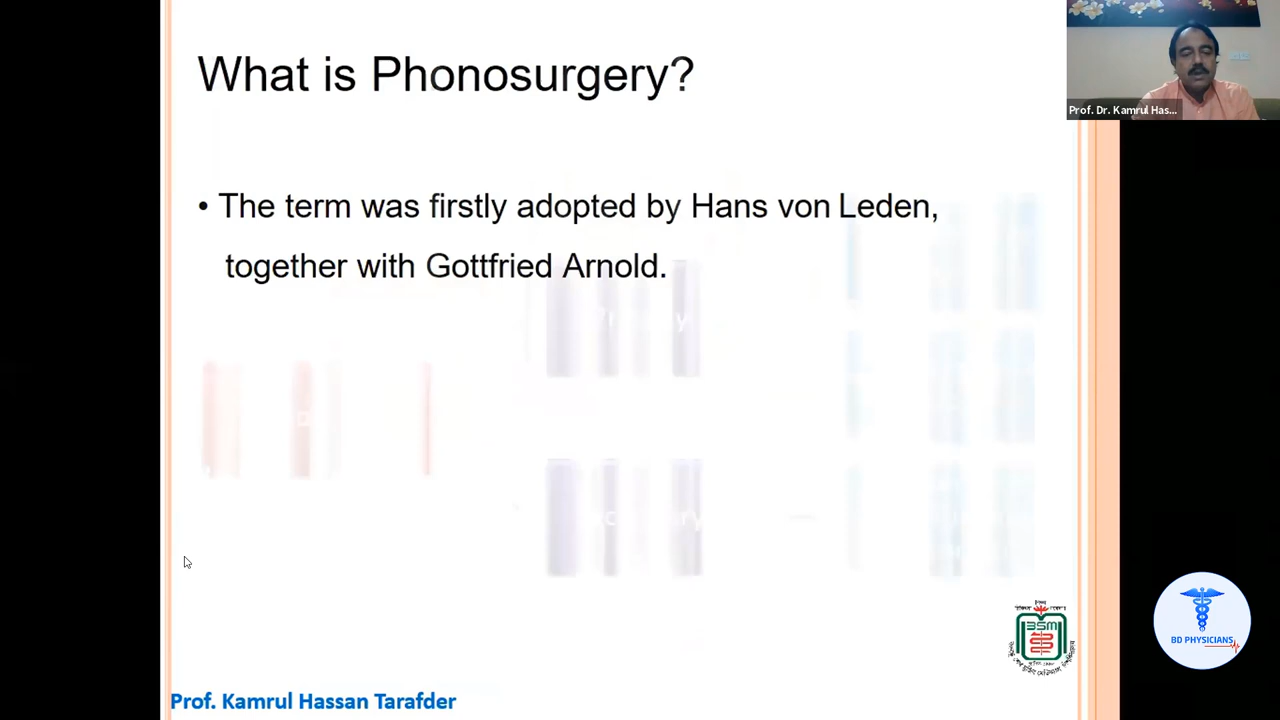 What is Phonosurgery?
Prof. Dr. Kamrul Has...
• The term was firstly adopted by Hans von Leden,
together with Gottfried Arnold.
BSM
BD PHYSICIANS
Prof. Kamrul Hassan Tarafder